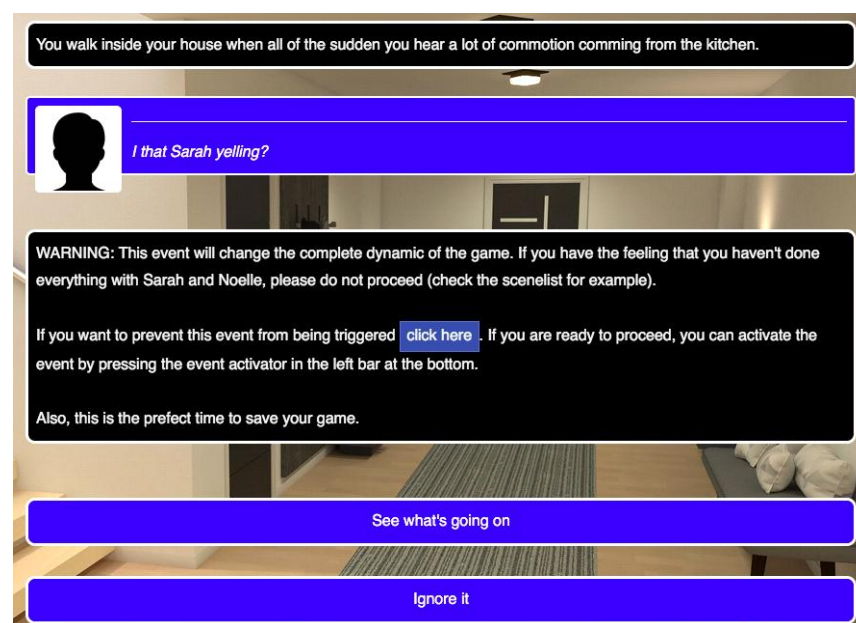 You walk inside your house when all of the sudden you hear a lot of commotion comming from the kitchen.
I that Sarah yelling?
WARNING: This event will change the complete dynamic of the game. If you have the feeling that you haven't done
everything with Sarah and Noelle, please do not proceed (check the scenelist for example).
If you want to prevent this event from being triggered click here . If you are ready to proceed, you can activate the
event by pressing the event activator in the left bar at the bottom.
Also, this is the prefect time to save your game.
See what's going on
Ignore it